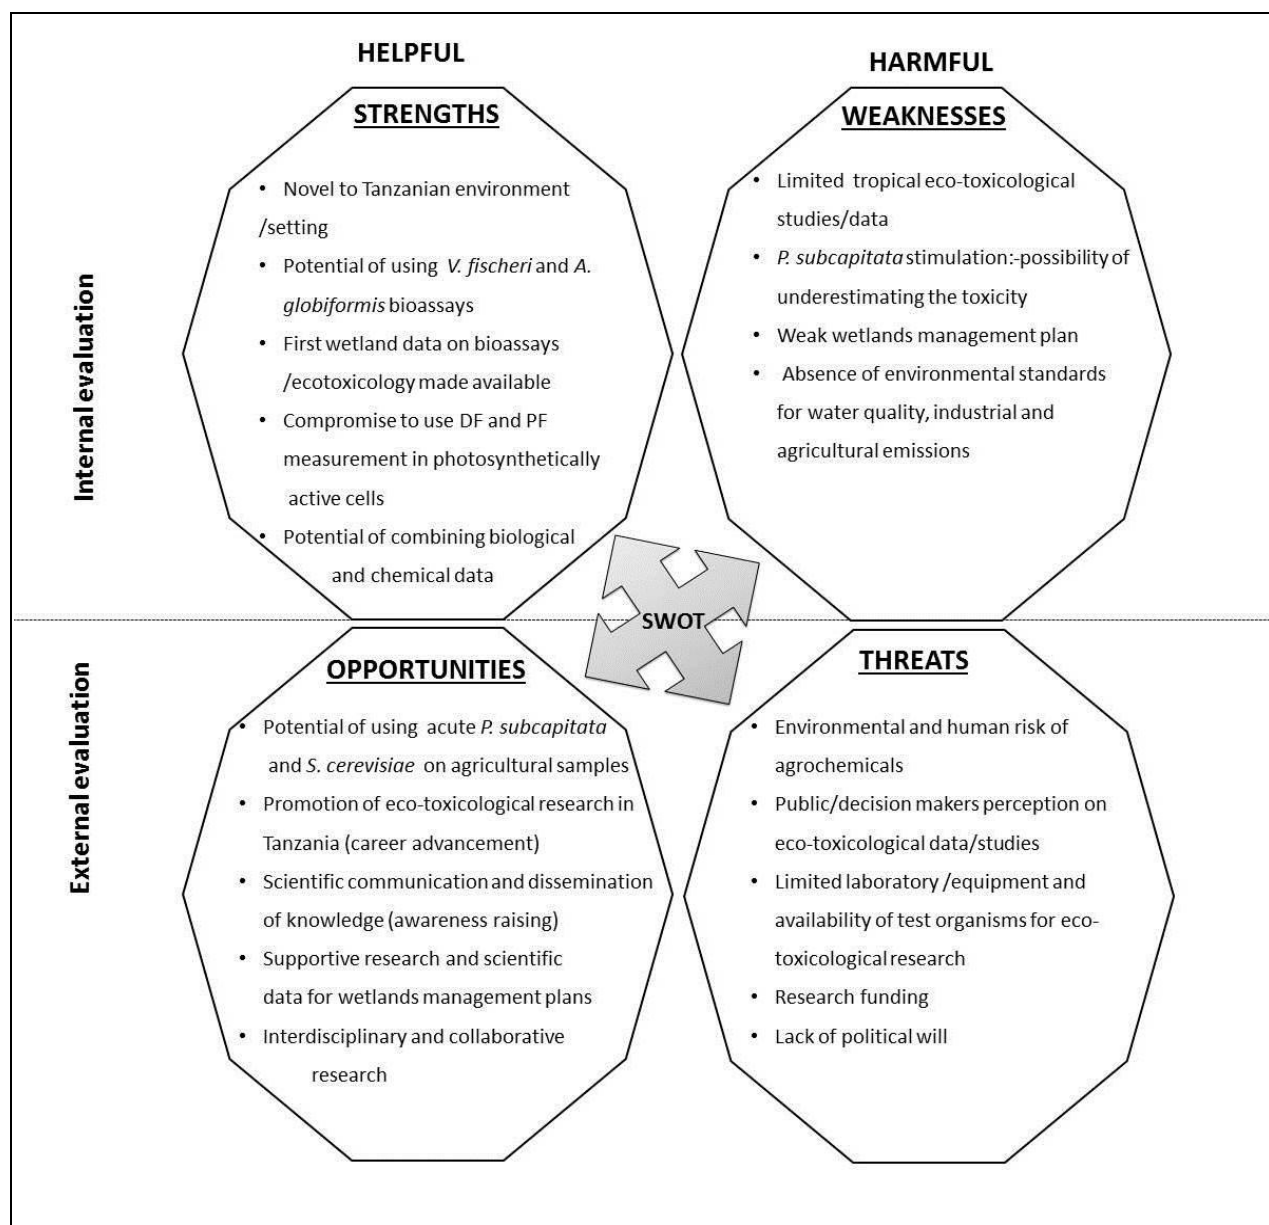 HELPFUL
HARMFUL
Internal evaluation
STRENGTHS
• Novel to Tanzanian environment
/setting
• Potential of using V. fischeri and A.
globiformis bioassays
• First wetland data on bioassays
/ecotoxicology made available
• Compromise to use DF and PF
measurement in photosynthetically
active cells
• Potential of combining biological
and chemical data
WEAKNESSES
• Limited tropical eco-toxicological
studies/data
• P. subcapitata stimulation:-possibility of
underestimating the toxicity
• Weak wetlands management plan
• Absence of environmental standards
for water quality, industrial and
agricultural emissions
SWOT
External evaluation
OPPORTUNITIES
• Potential of using acute P. subcapitata
and S. cerevisiae on agricultural samples
• Promotion of eco-toxicological research in
Tanzania (career advancement)
• Scientific communication and dissemination
of knowledge (awareness raising)
• Supportive research and scientific
data for wetlands management plans
• Interdisciplinary and collaborative
research
THREATS
• Environmental and human risk of
agrochemicals
• Public/decision makers perception on
eco-toxicological data/studies
• Limited laboratory /equipment and
availability of test organisms for eco-
toxicological research
• Research funding
• Lack of political will